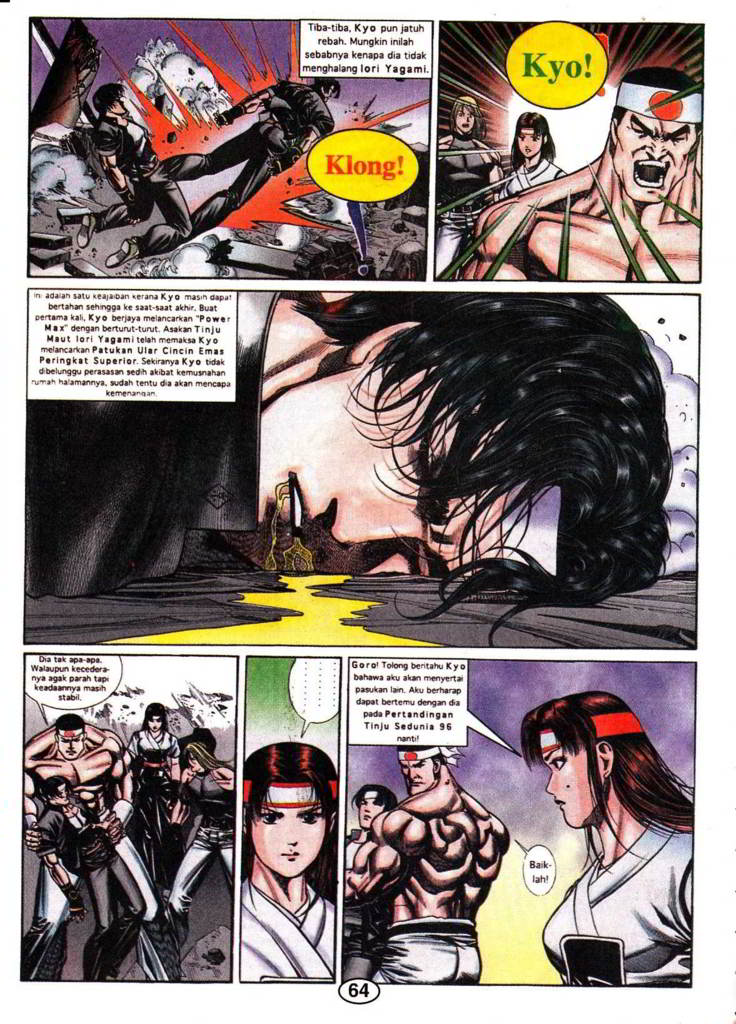 Tiba-tiba, Kyo pun jatuh
rebah. Mungkin inilah
sebabnya kenapa dia tidak
menghalang Iori Yagami.
Klong!
Kyo!
Ini adalah satu keajaiban kerana Kyo masih dapat
bertahan sehingga ke saat-saat akhir. Buat
pertama kali, Kyo berjaya melancarkan "Power
Max" dengan berturut-turut. Asakan Tinju
Maut Iori Yagami telah memaksa Kyo
melancarkan Patukan Ular Cincin Emas
Peringkat Superior. Sekiranya Kyo tidak
dibelunggu perasasan sedih akibat kemusnahan
rumah halamannya, sudah tentu dia akan mencapa
kemenangan.
Dia tak apa-apa.
Walaupun kecedera-
nya agak parah tapi
keadaannya masih
stabil.
Goro! Tolong beritahu Kyo
bahawa aku akan menyertai
pasukan lain. Aku berharap
dapat bertemu dengan dia
pada Pertandingan
Tinju Sedunia 96
nanti!
Baik-
lah!
64